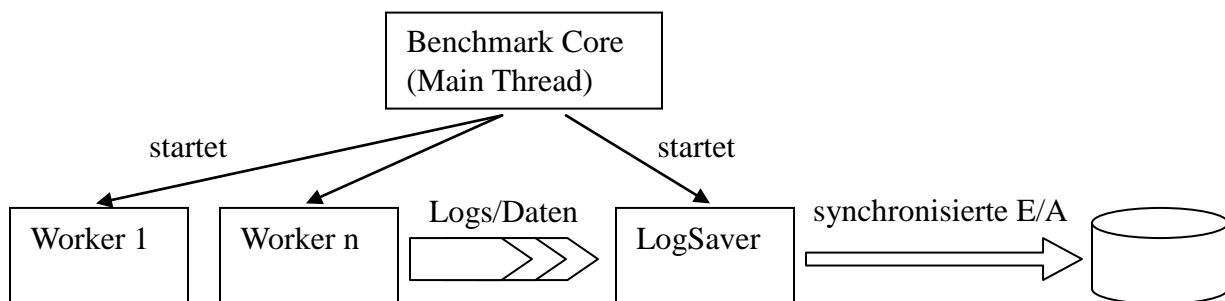 Benchmark Core
(Main Thread)
startet
startet
Logs/Daten
synchronisierte E/A
Worker 1
Worker n
LogSaver